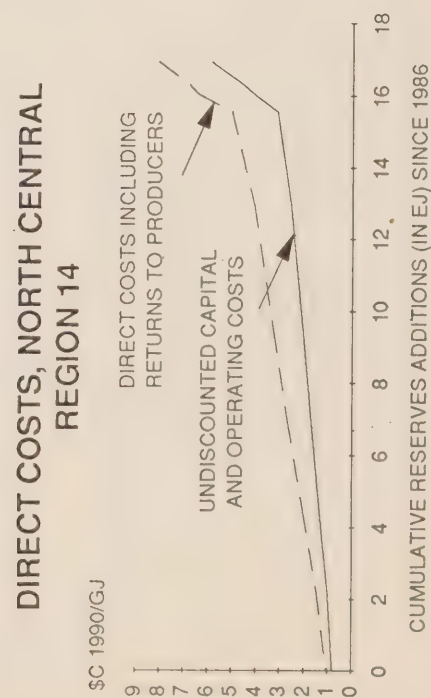 DIRECT COSTS, NORTH CENTRAL
REGION 14
$C 1990/GJ
9
8
7
6
5
4
3
2
1
0
DIRECT COSTS INCLUDING
RETURNS TO PRODUCERS
UNDISCOUNTED CAPITAL
AND OPERATING COSTS
0 2 4 6 8 10 12 14 16 18
CUMULATIVE RESERVES ADDITIONS (IN EJ) SINCE 1986